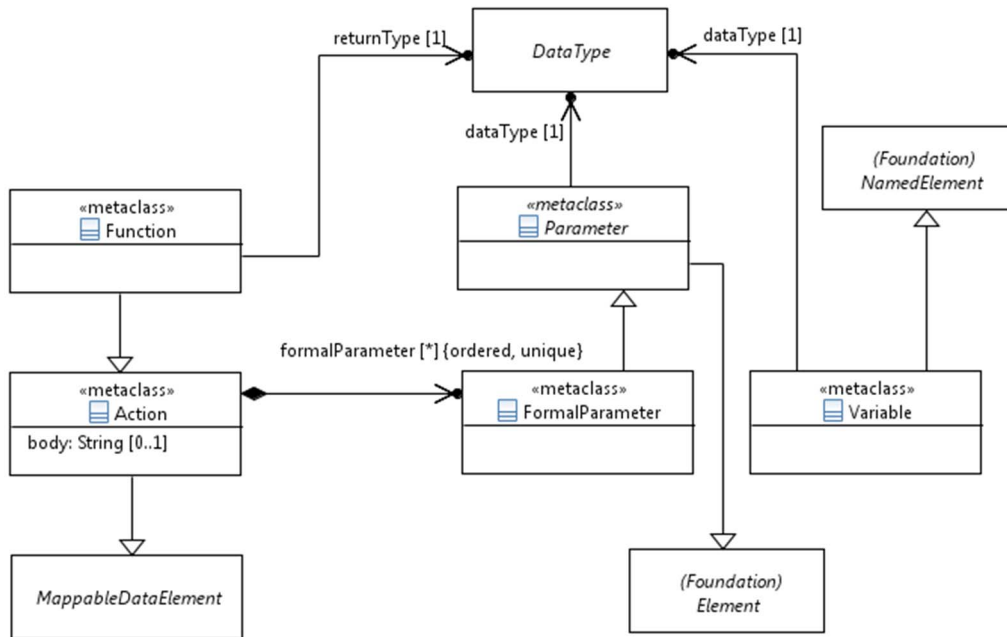 returnType [1]
DataType
dataType [1]
dataType [1]
(Foundation)
NamedElement
«metaclass»
Function
«metaclass»
Parameter
formalParameter [*] {ordered, unique}
«metaclass»
Action
body: String [0..1]
«metaclass»
FormalParameter
«metaclass»
Variable
MappableDataElement
(Foundation)
Element